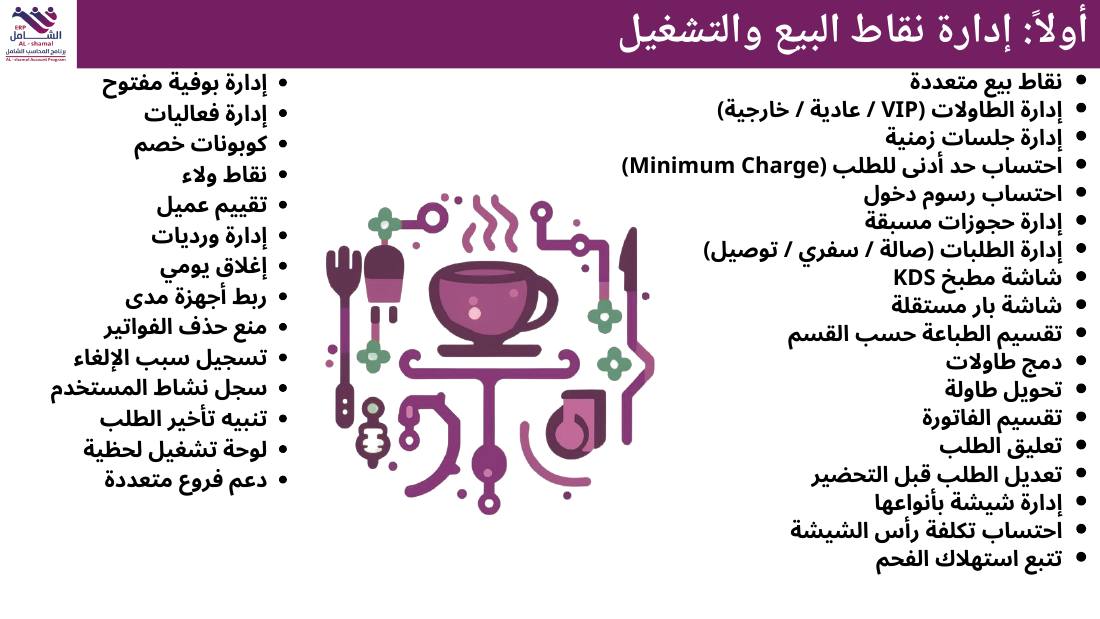 أولاً: إدارة نقاط البيع والتشغيل
ERP
الشـــامل
AL - shamal
برنامج المحاسب الشامل
AL - shamal Account Program
نقاط بيع متعددة
إدارة الطاولات (VIP / عادية / خارجية)
إدارة جلسات زمنية
احتساب حد أدنى للطلب (Minimum Charge)
احتساب رسوم دخول
إدارة حجوزات مسبقة
إدارة الطلبات (صالة / سفري / توصيل)
شاشة مطبخ KDS
شاشة بار مستقلة
تقسيم الطباعة حسب القسم
دمج طاولات
تحويل طاولة
تقسيم الفاتورة
تعليق الطلب
تعديل الطلب قبل التحضير
إدارة شيشة بأنواعها
احتساب تكلفة رأس الشيشة
تتبع استهلاك الفحم
إدارة بوفية مفتوح
إدارة فعاليات
كوبونات خصم
نقاط ولاء
تقييم عميل
إدارة ورديات
إغلاق يومي
ربط أجهزة مدى
منع حذف الفواتير
تسجيل سبب الإلغاء
سجل نشاط المستخدم
تنبيه تأخير الطلب
لوحة تشغيل لحظية
دعم فروع متعددة